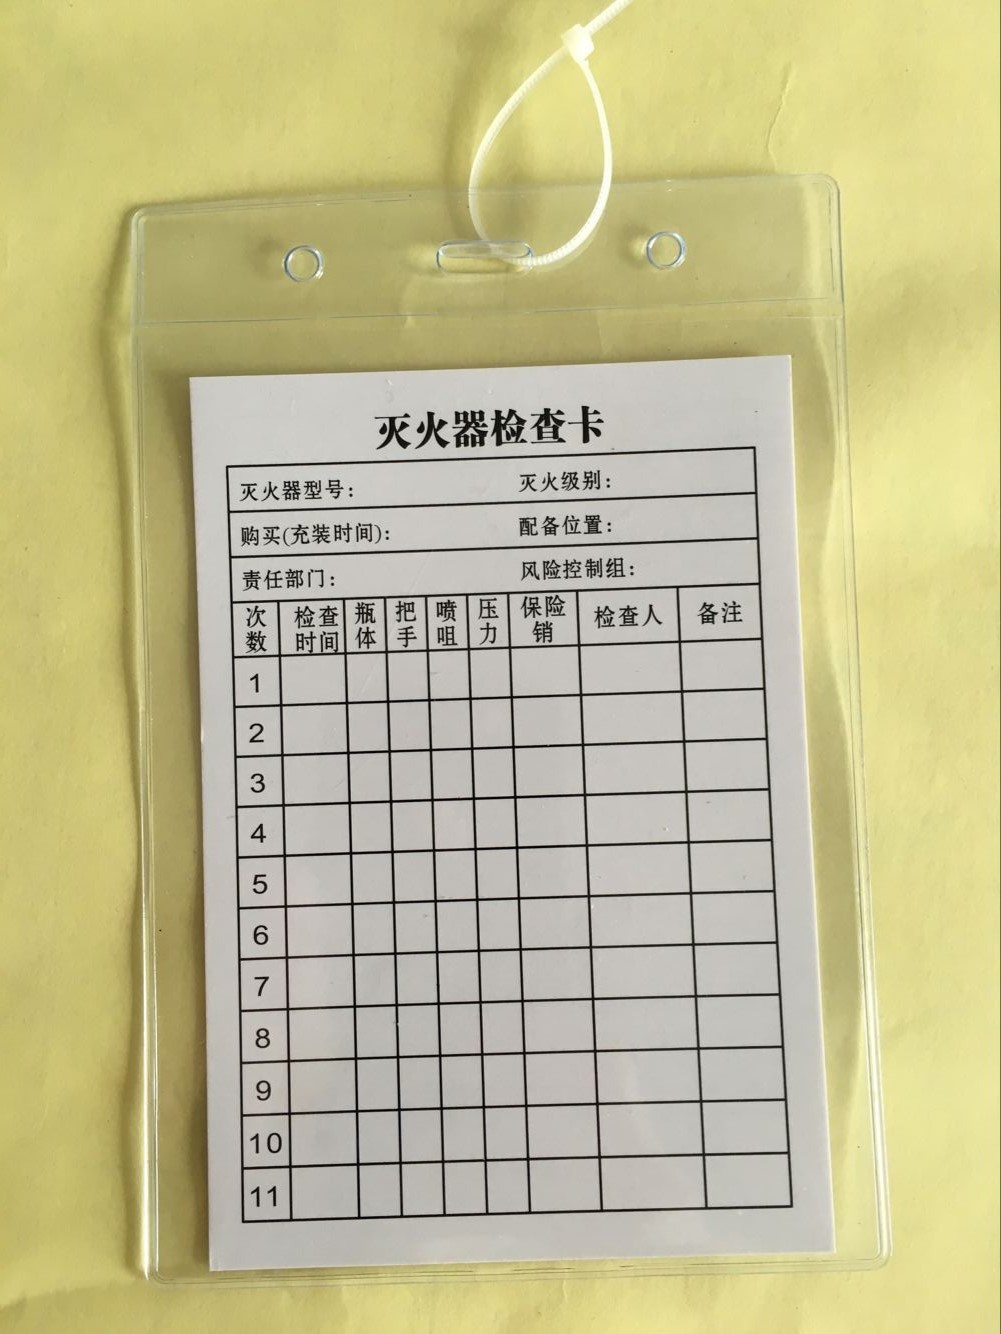 灭火器检查卡
灭火器型号: 灭火级别:
购买(充装时间): 配备位置:
责任部门: 风险控制组:
次数 检查时间 瓶体 把手 喷咀 压力 保险销 检查人 备注
1
2
3
4
5
6
7
8
9
10
11